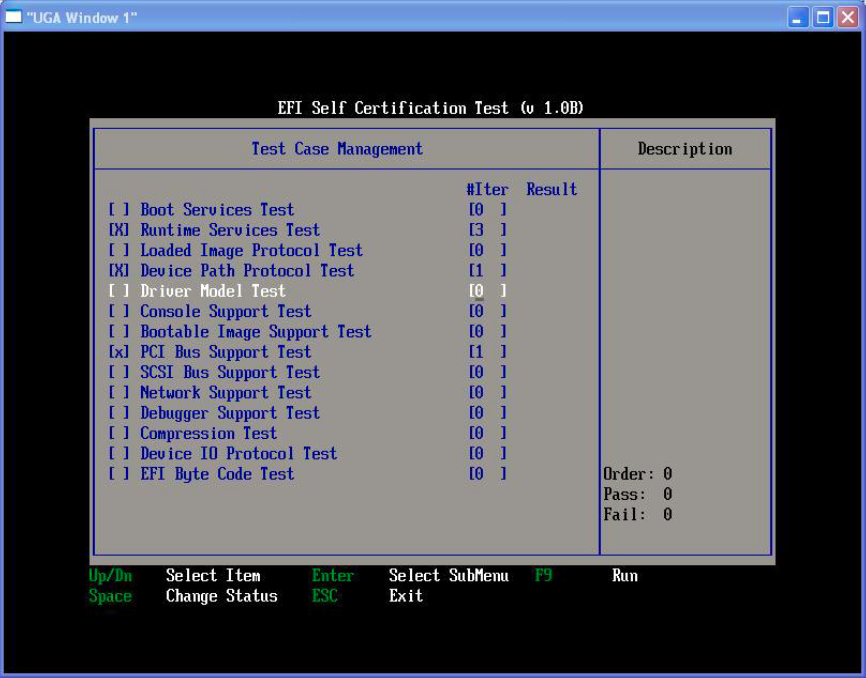 "UGA Window 1"
EFI Self Certification Test (v 1.0B)
Test Case Management Description
#Iter Result
[ ] Boot Services Test [0 ]
[X] Runtime Services Test [3 ]
[ ] Loaded Image Protocol Test [0 ]
[X] Device Path Protocol Test [1 ]
[ ] Driver Model Test [0 ]
[ ] Console Support Test [0 ]
[ ] Bootable Image Support Test [0 ]
[x] PCI Bus Support Test [1 ]
[ ] SCSI Bus Support Test [0 ]
[ ] Network Support Test [0 ]
[ ] Debugger Support Test [0 ]
[ ] Compression Test [0 ]
[ ] Device IO Protocol Test [0 ]
[ ] EFI Byte Code Test [0 ]
Order: 0
Pass: 0
Fail: 0
Up/Dn Select Item Enter Select SubMenu F9 Run
Space Change Status ESC Exit